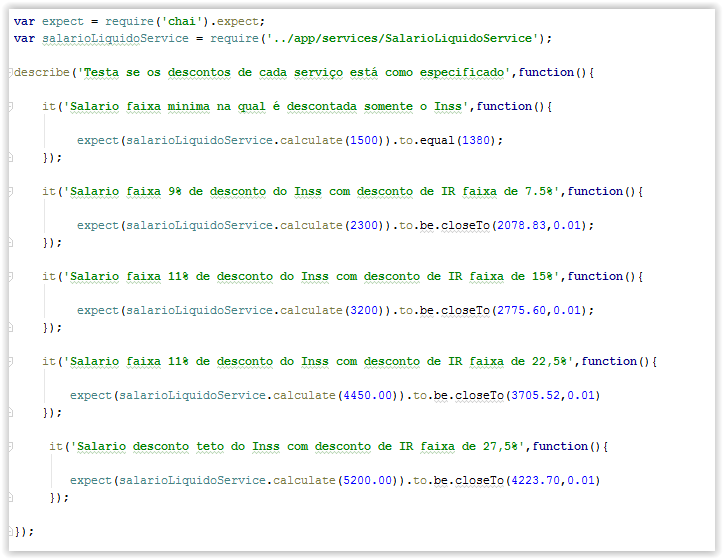 var expect = require('chai').expect;
var salarioLiquidoService = require('../app/services/SalarioLiquidoService');
describe('Testa se os descontos de cada serviço está como especificado',function(){
it('Salario faixa minima na qual é descontada somente o Inss',function(){
expect(salarioLiquidoService.calculate(1500)).to.equal(1380);
});
it('Salario faixa 9% de desconto do Inss com desconto de IR faixa de 7.5%',function(){
expect(salarioLiquidoService.calculate(2300)).to.be.closeTo(2078.83,0.01);
});
it('Salario faixa 11% de desconto do Inss com desconto de IR faixa de 15%',function(){
expect(salarioLiquidoService.calculate(3200)).to.be.closeTo(2775.60,0.01);
});
it('Salario faixa 11% de desconto do Inss com desconto de IR faixa de 22,5%',function(){
expect(salarioLiquidoService.calculate(4450.00)).to.be.closeTo(3705.52,0.01)
});
it('Salario desconto teto do Inss com desconto de IR faixa de 27,5%',function(){
expect(salarioLiquidoService.calculate(5200.00)).to.be.closeTo(4223.70,0.01)
});
});